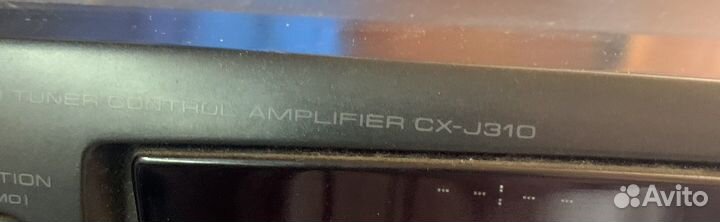 TUNER CONTROL AMPLIFIER CX-J310
TION
Avito